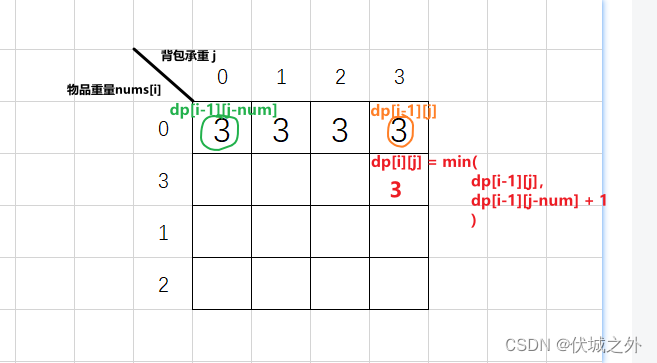 背包承重 j
物品重量nums[i]
0 1 2 3
dp[i-1][j-num]
dp[i-1][j]
0 3 3 3 3
3
dp[i][j] = min(
3
dp[i-1][j],
dp[i-1][j-num] + 1
)
1
2
CSDN @伏城之外